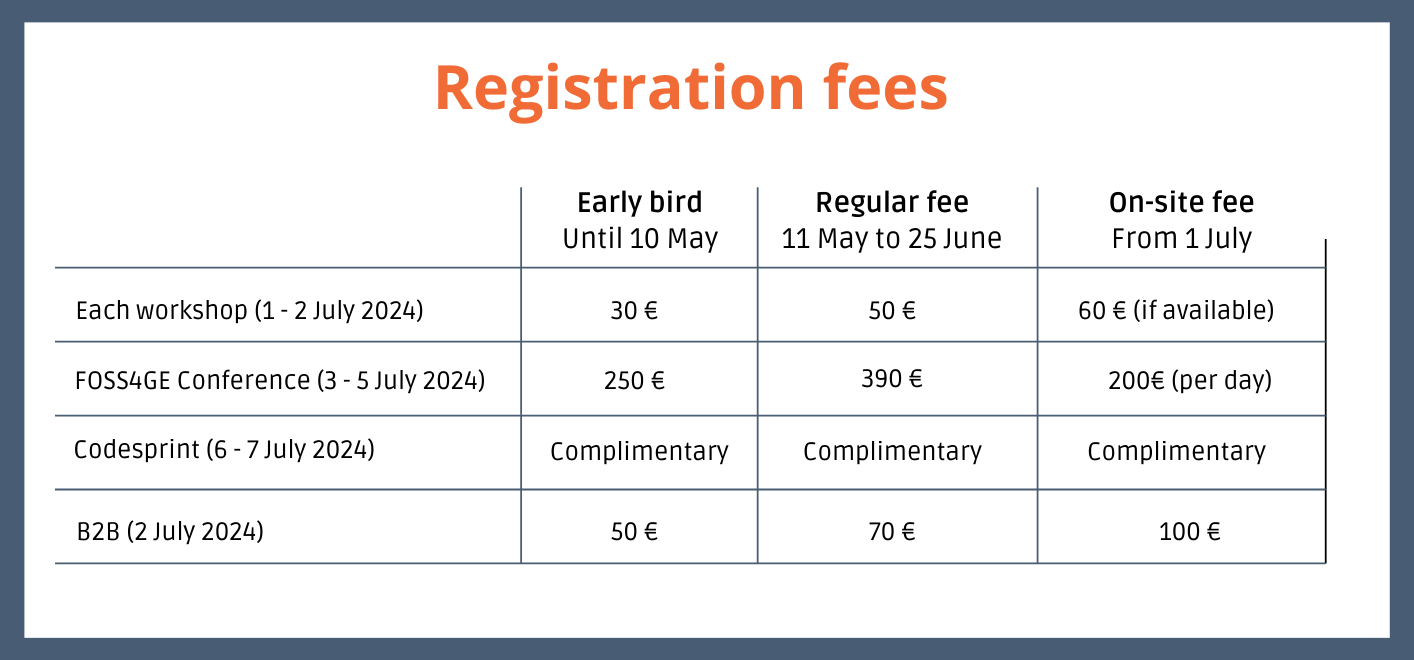 Registration fees
Early bird Regular fee On-site fee
Until 10 May 11 May to 25 June From 1 July
Each workshop (1 - 2 July 2024) 30 € 50 € 60 € (if available)
FOSS4GE Conference (3 - 5 July 2024) 250 € 390 € 200€ (per day)
Codesprint (6 - 7 July 2024) Complimentary Complimentary Complimentary
B2B (2 July 2024) 50 € 70 € 100 €